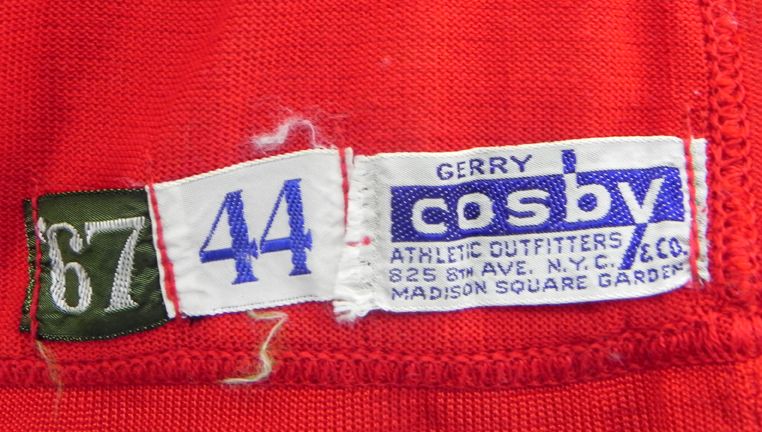 '67
44
GERRY
cosby
ATHLETIC OUTFITTERS
& CO.
825 8TH AVE. N.Y.C.
MADISON SQUARE GARDEN